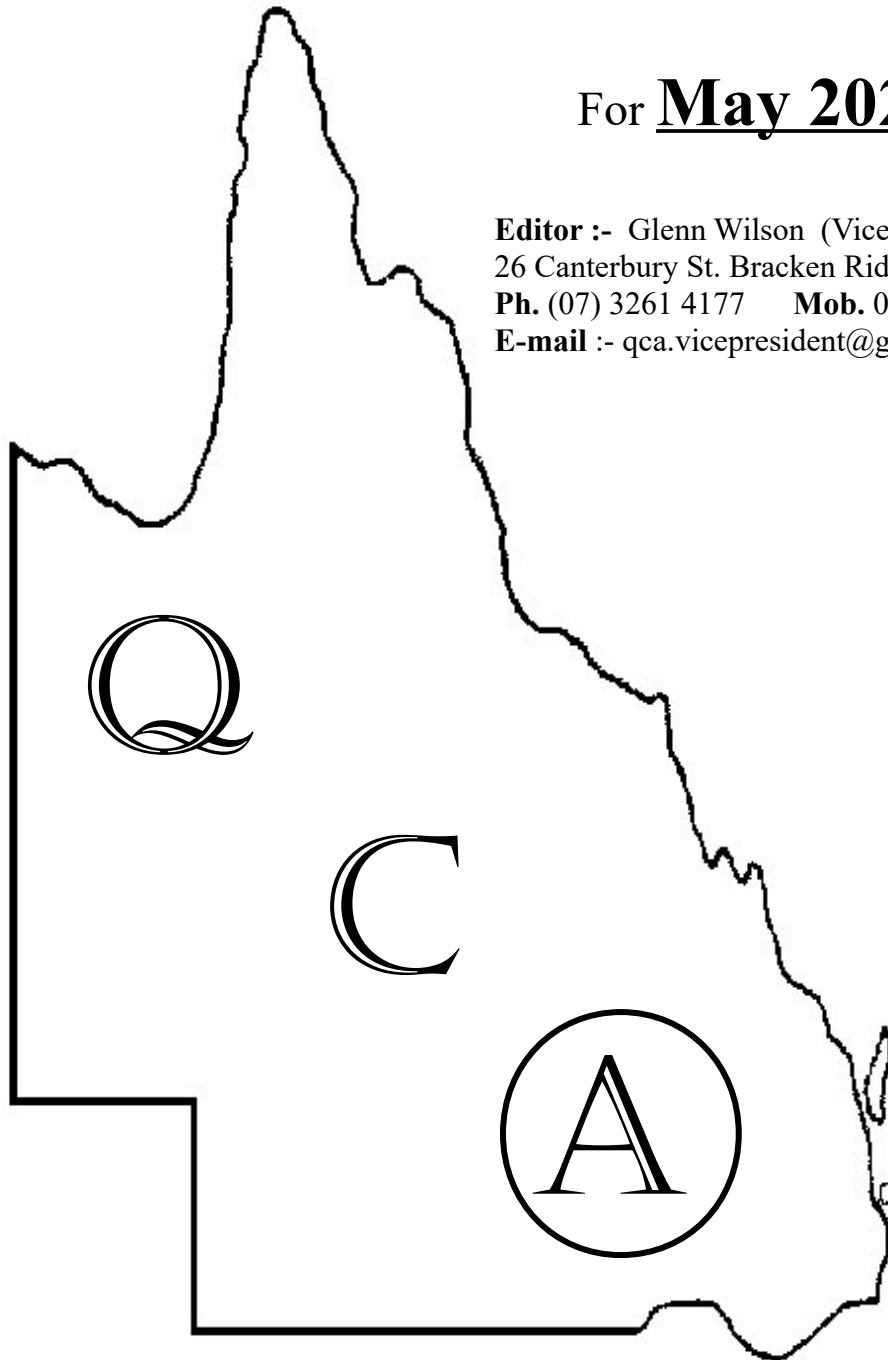 For May 202
Editor :- Glenn Wilson (Vice
26 Canterbury St. Bracken Rid
Ph. (07) 3261 4177 Mob. 0
E-mail :- qca.vicepresident@g
Q
C
A